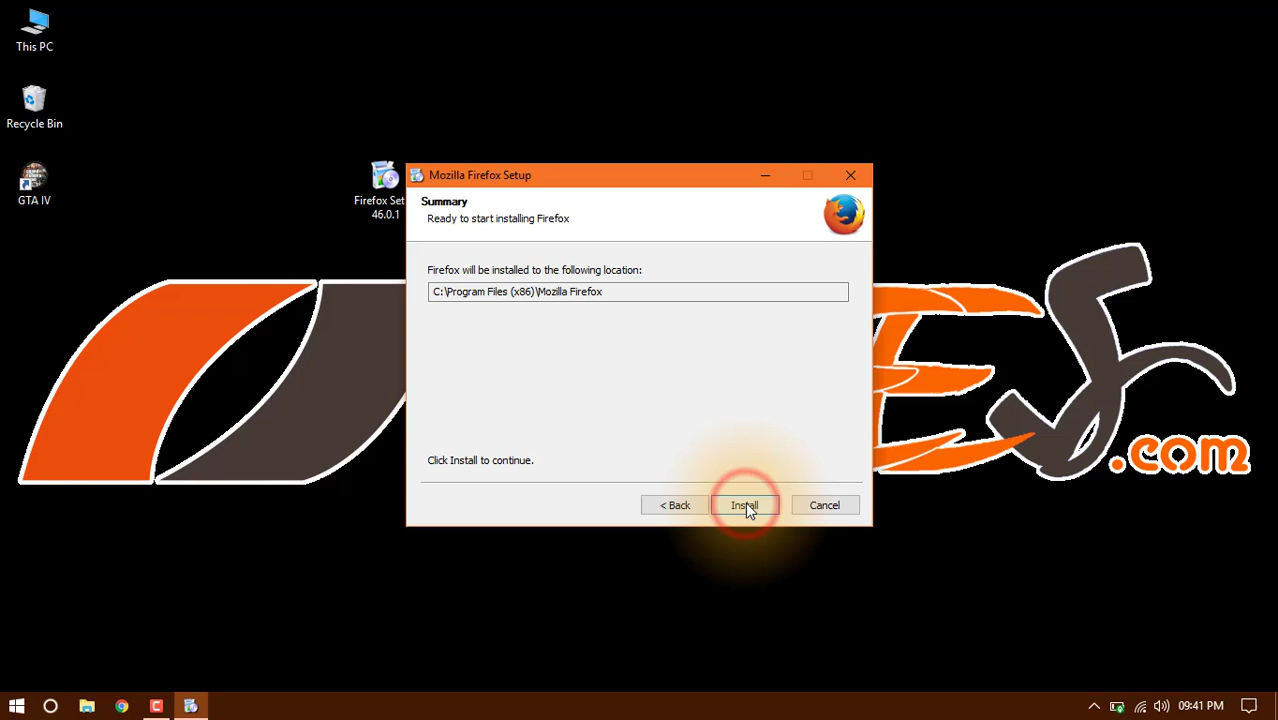 This PC
Recycle Bin
GTA IV
Firefox Set
46.0.1
Mozilla Firefox Setup
Summary
Ready to start installing Firefox
Firefox will be installed to the following location:
C:\Program Files (x86)\Mozilla Firefox
Click Install to continue.
< Back
Install
Cancel
ES
.com
09:41 PM